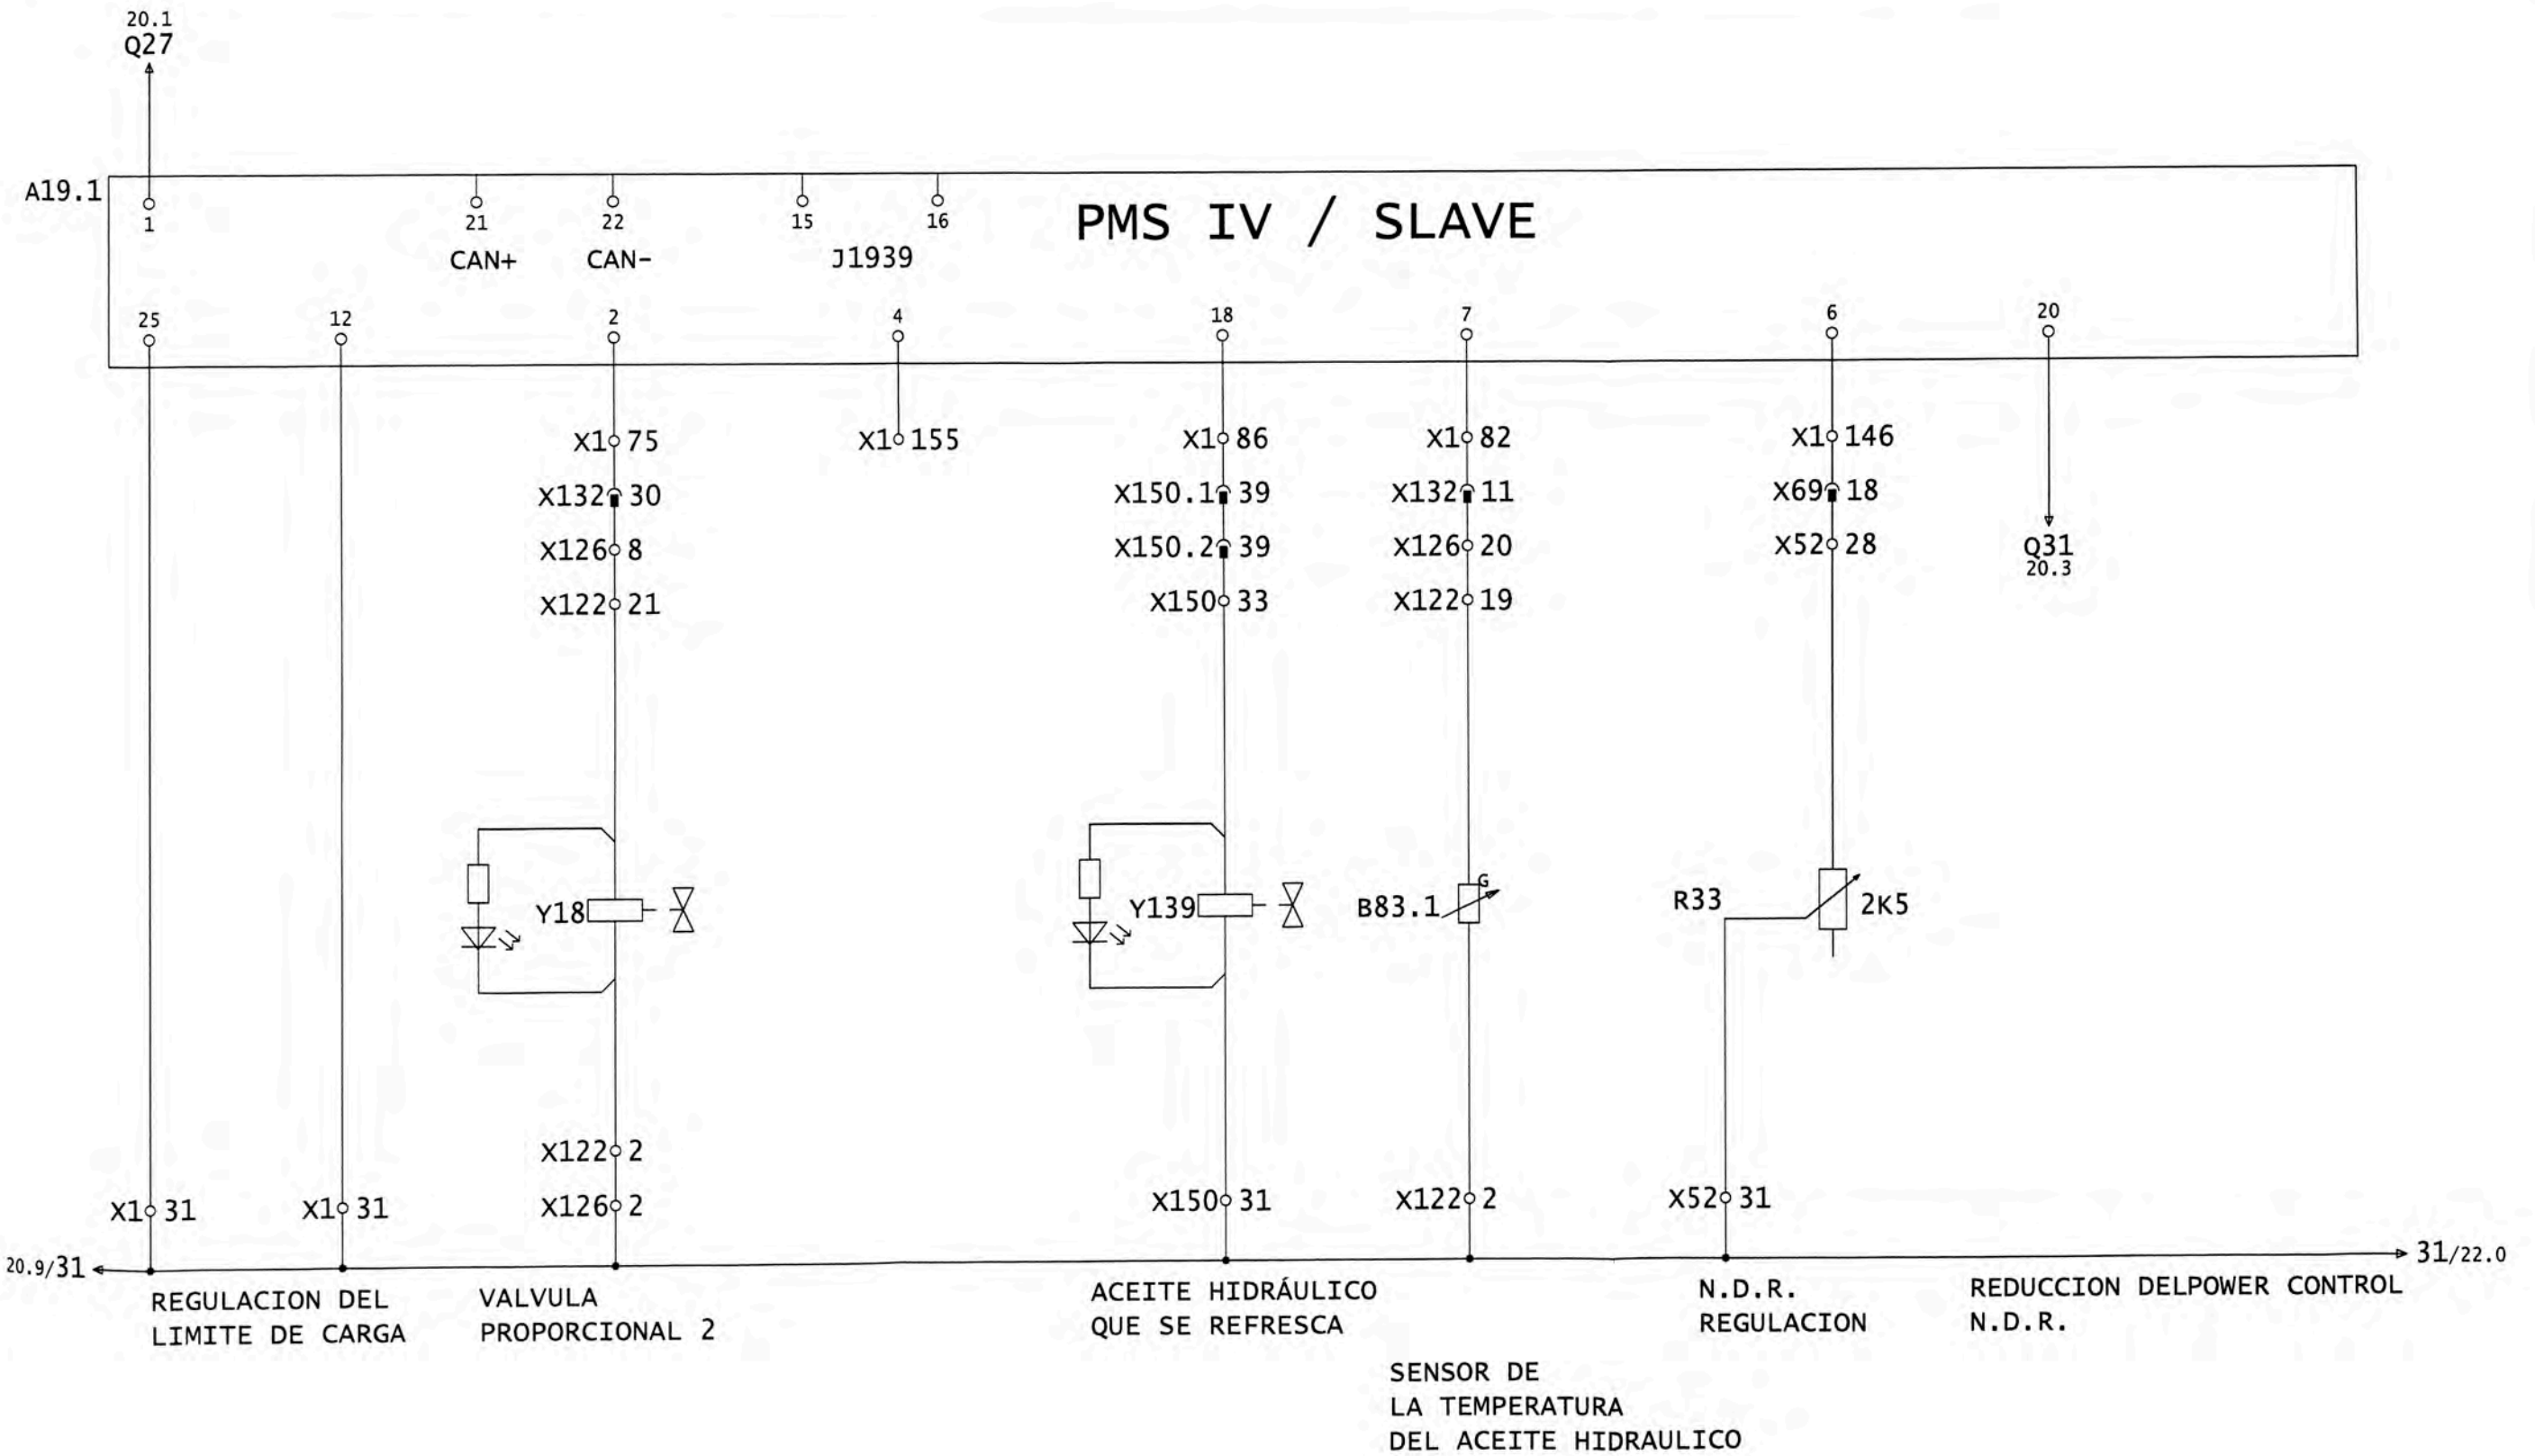 20.1
Q27
A19.1
1
21
22
15
16
PMS IV / SLAVE
CAN+
CAN-
J1939
25
12
2
4
18
7
6
20
X1 75
X1 155
X1 86
X1 82
X1 146
X132 30
X150.1 39
X132 11
X69 18
X126 8
X150.2 39
X126 20
X52 28
Q31
20.3
X122 21
X150 33
X122 19
Y18
Y139
G
B83.1
R33
2K5
X122 2
X1 31
X1 31
X126 2
X150 31
X122 2
X52 31
20.9/31
31/22.0
REGULACION DEL
LIMITE DE CARGA
VALVULA
PROPORCIONAL 2
ACEITE HIDRÁULICO
QUE SE REFRESCA
SENSOR DE
LA TEMPERATURA
DEL ACEITE HIDRAULICO
N.D.R.
REGULACION
REDUCCION DELPOWER CONTROL
N.D.R.